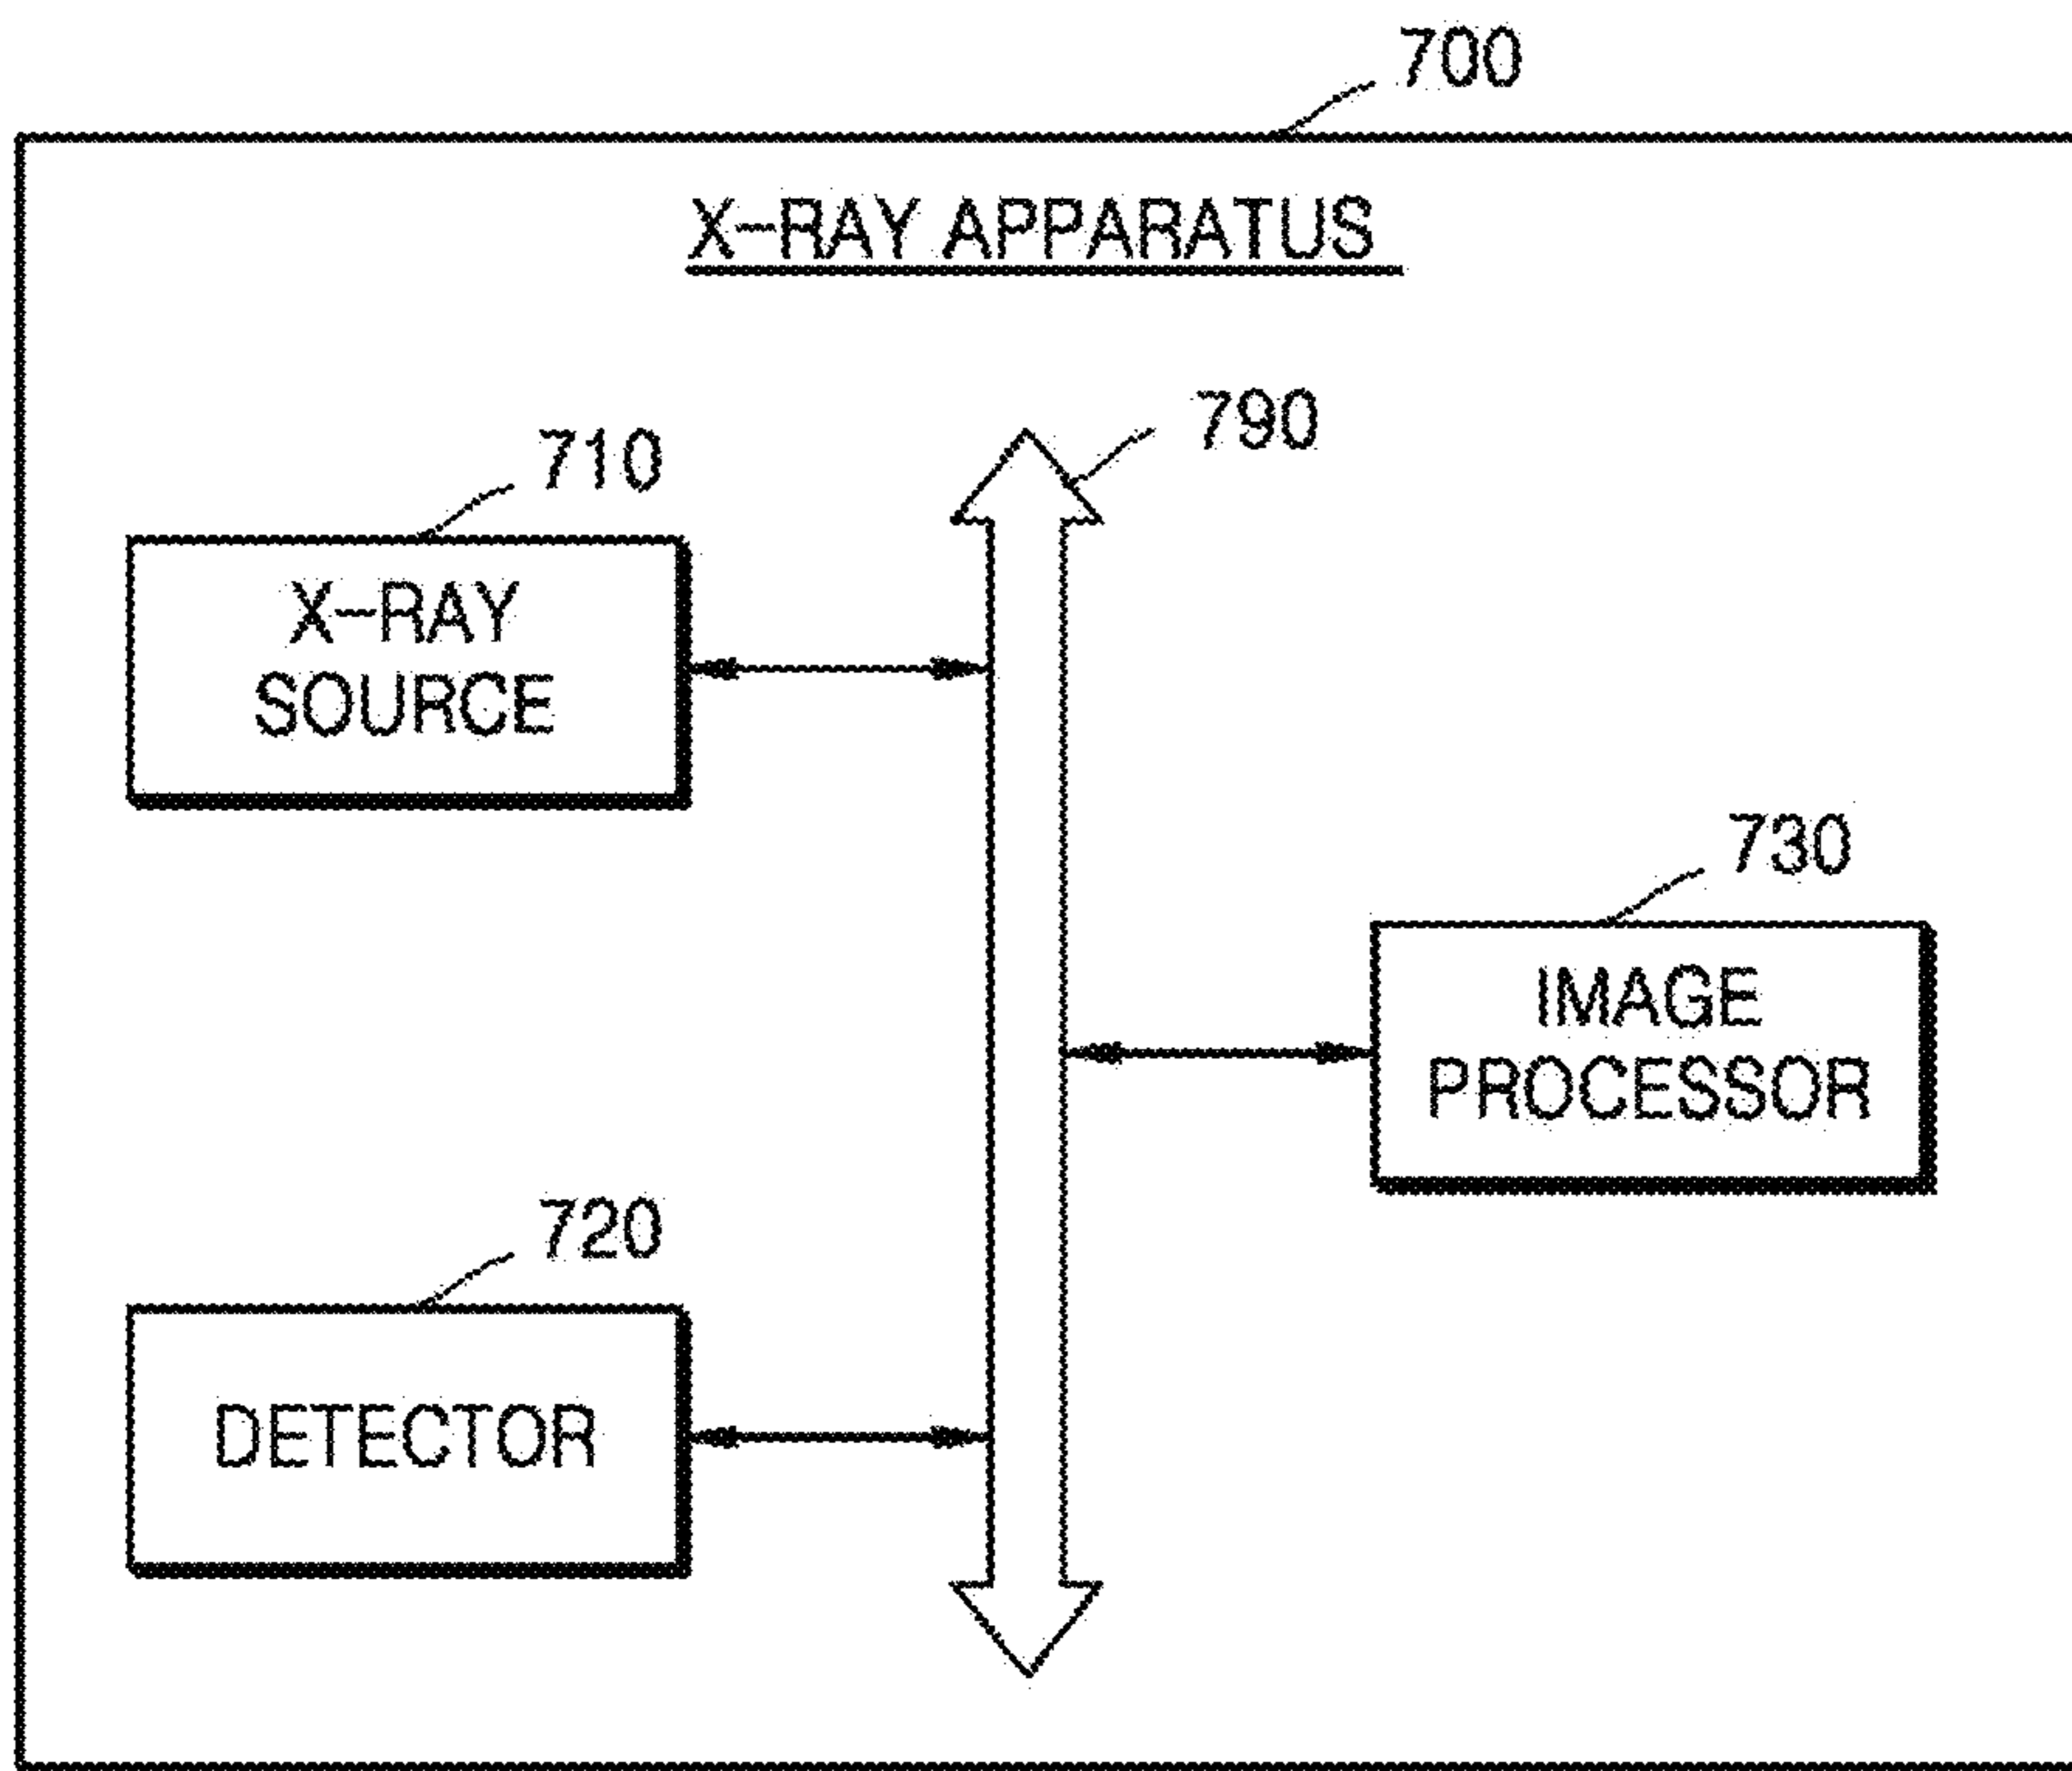 700
X-RAY APPARATUS
790
710
X-RAY
SOURCE
730
IMAGE
PROCESSOR
720
DETECTOR